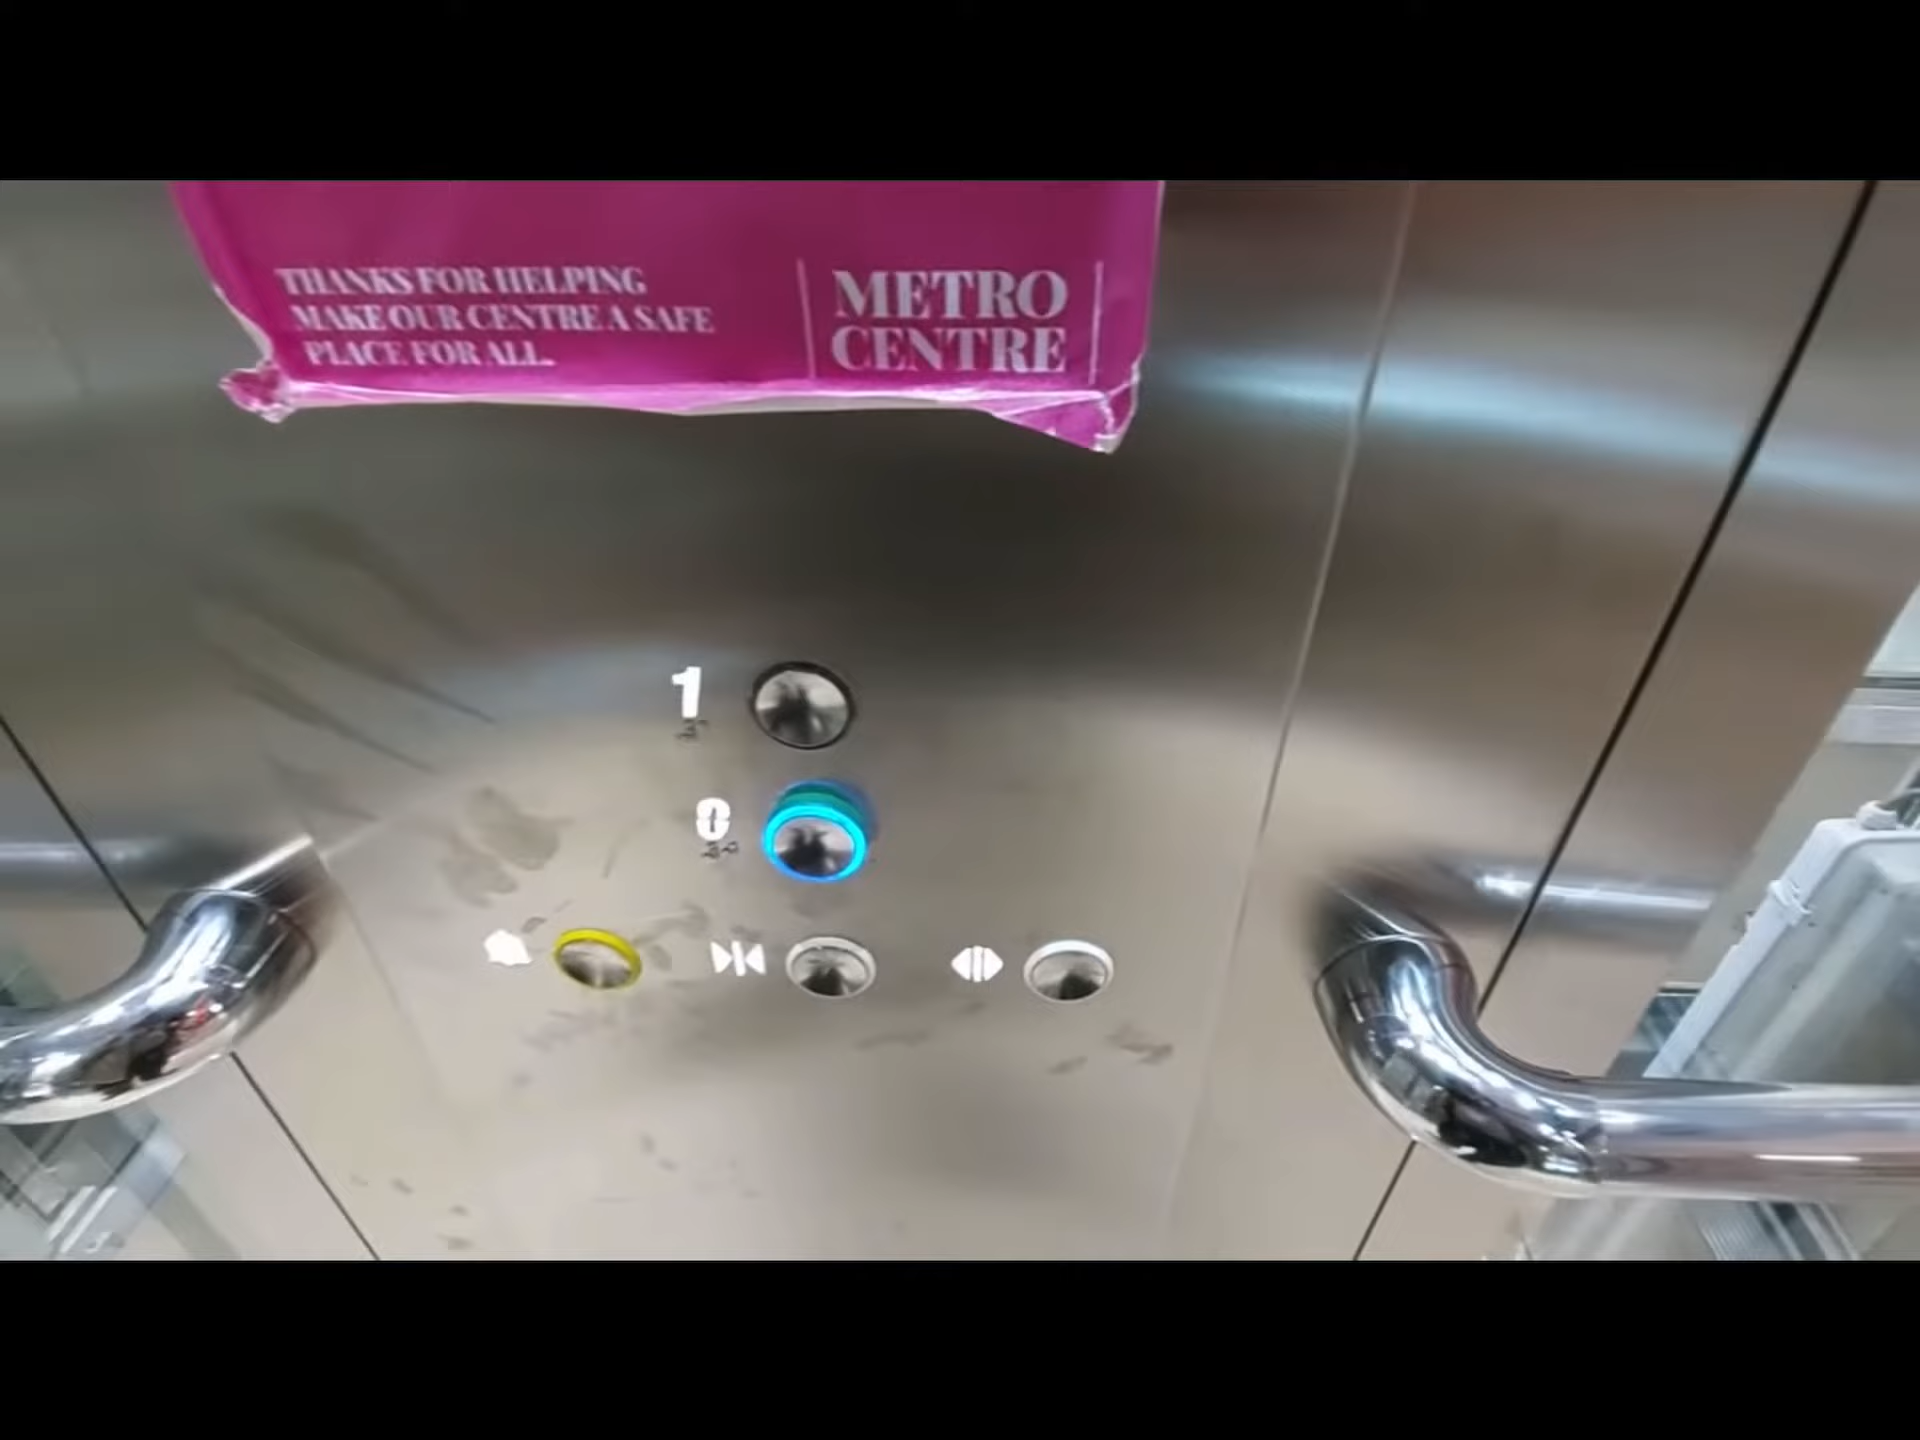 THANKS FOR HELPING
MAKE OUR CENTRE A SAFE
PLACE FOR ALL.
METRO
CENTRE
1
0